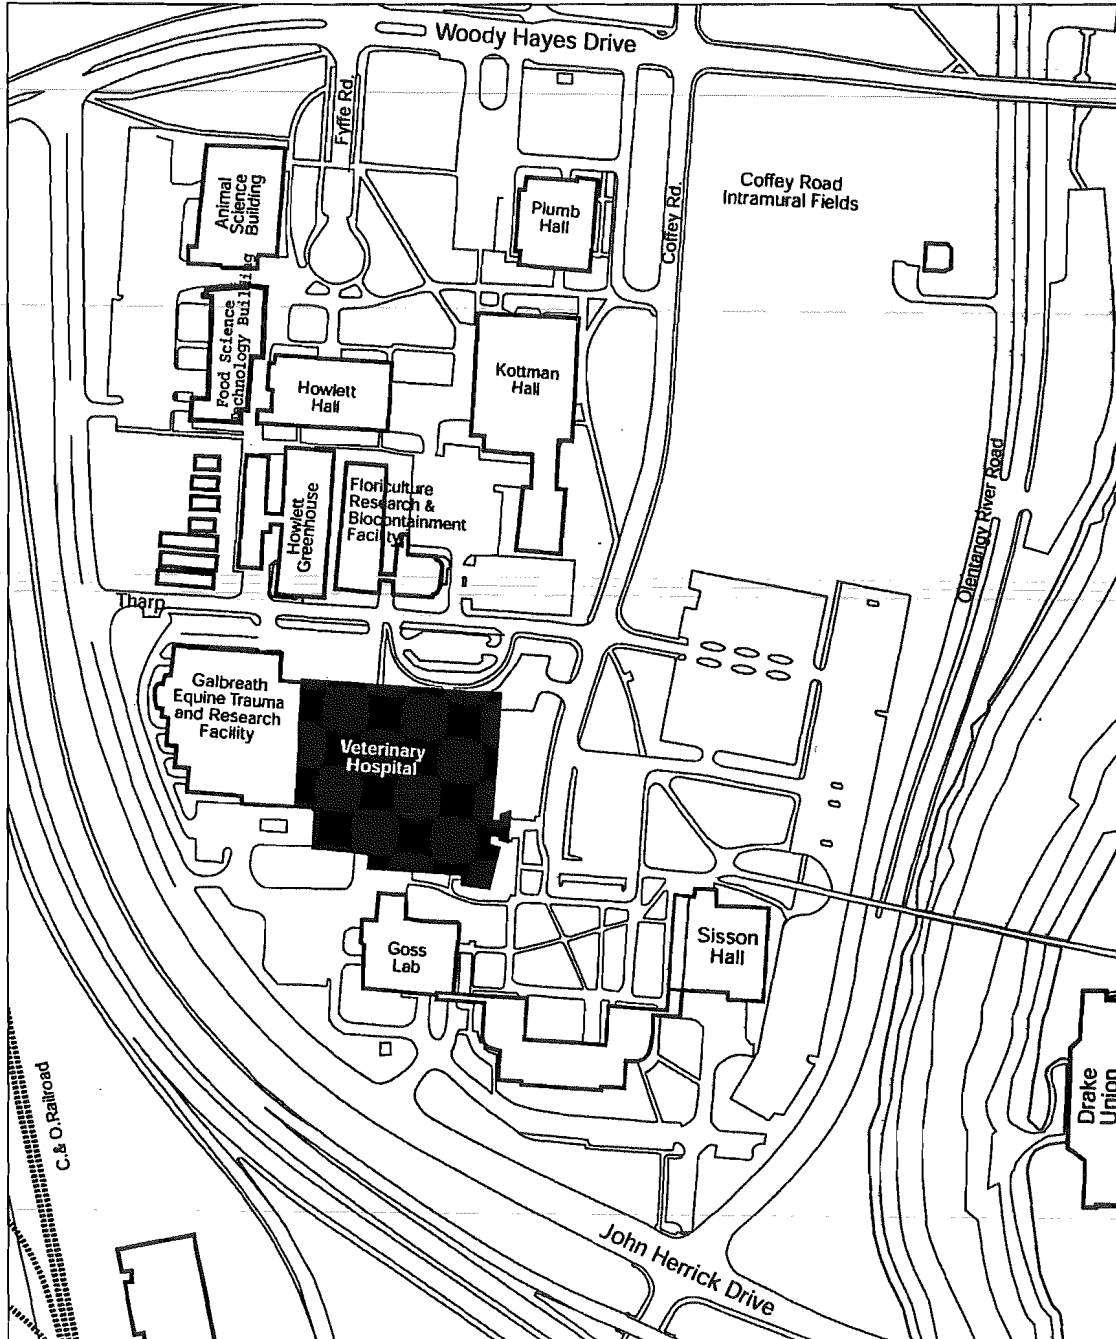 Woody Hayes Drive
Fyffe Rd.
Coffey Rd.
Coffey Road
Intramural Fields
Animal
Science
Building
Plumb
Hall
Food Science
Technology Building
Howlett
Hall
Kottman
Hall
Howlett
Greenhouse
Floriculture
Research &
Biocontainment
Facility
Olentangy River Road
Tharp
Galbreath
Equine Trauma
and Research
Facility
Veterinary
Hospital
Goss
Lab
Sisson
Hall
Drake
Union
C.& O.Railroad
John Herrick Drive